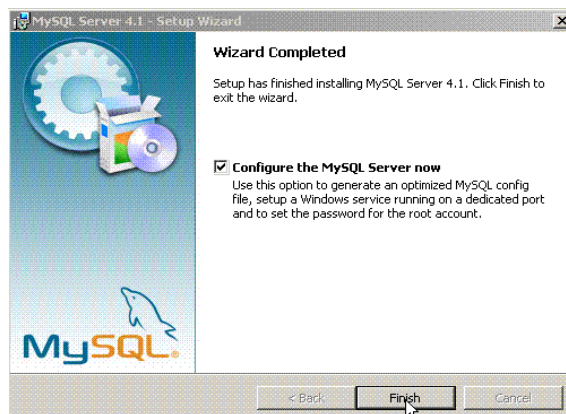 MySQL Server 4.1 - Setup Wizard
Wizard Completed
Setup has finished installing MySQL Server 4.1. Click Finish to
exit the wizard.
Configure the MySQL Server now
Use this option to generate an optimized MySQL config
file, setup a Windows service running on a dedicated port
and to set the password for the root account.
MySQL®
< Back
Finish
Cancel